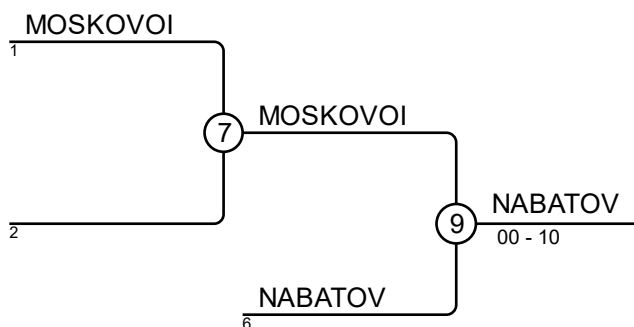 MOSKOVOI
1
7
MOSKOVOI
2
9
NABATOV
00 - 10
NABATOV
6